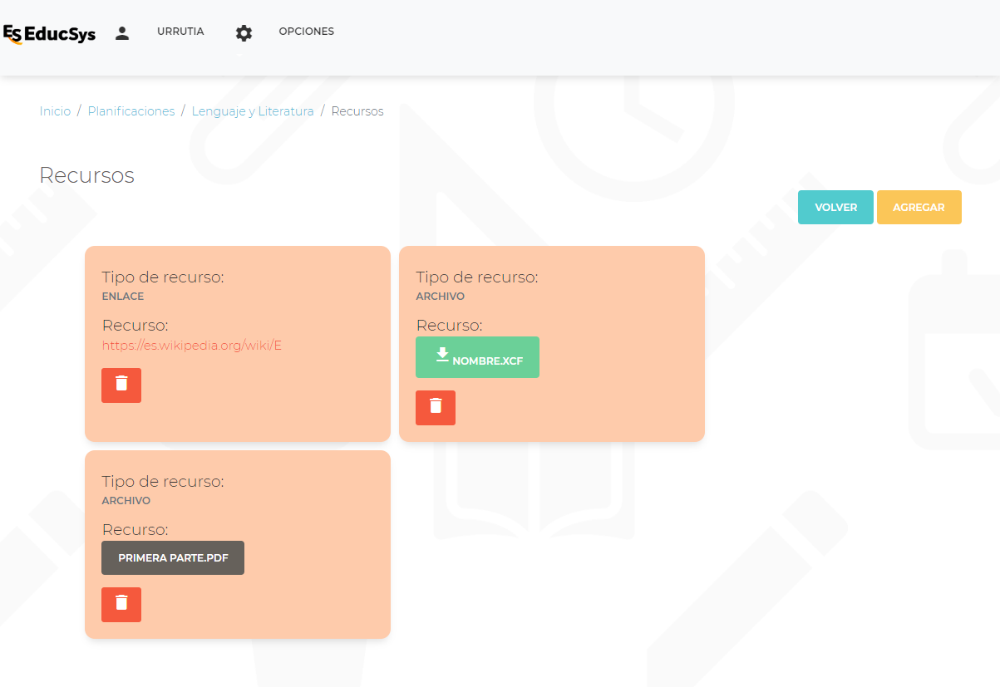 ES EducSys URRUTIA OPCIONES
Inicio / Planificaciones / Lenguaje y Literatura / Recursos
Recursos
VOLVER AGREGAR
Tipo de recurso:
ENLACE
Recurso:
https://es.wikipedia.org/wiki/E
Tipo de recurso:
ARCHIVO
Recurso:
NOMBRE.XCF
Tipo de recurso:
ARCHIVO
Recurso:
PRIMERA PARTE.PDF